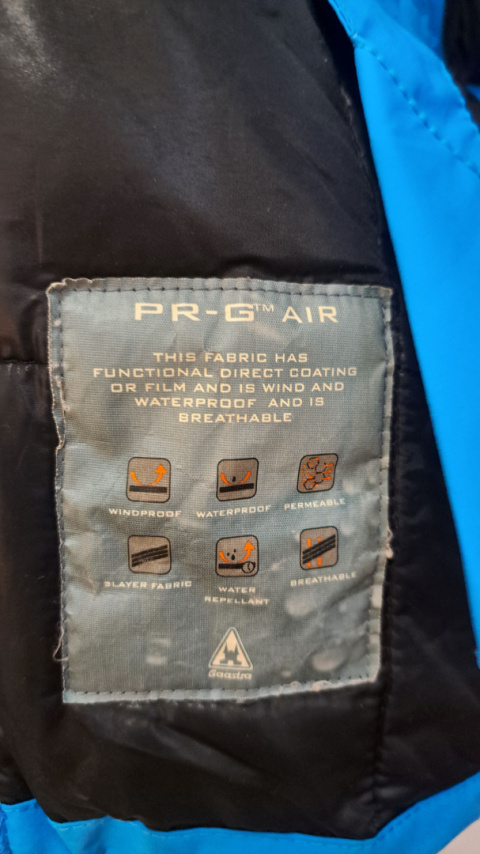 PR-G™ AIR
THIS FABRIC HAS
FUNCTIONAL DIRECT COATING
OR FILM AND IS WIND AND
WATERPROOF AND IS
BREATHABLE
WINDPROOF WATERPROOF PERMEABLE
3LAYER FABRIC WATER REPELLANT BREATHABLE
Gaastra